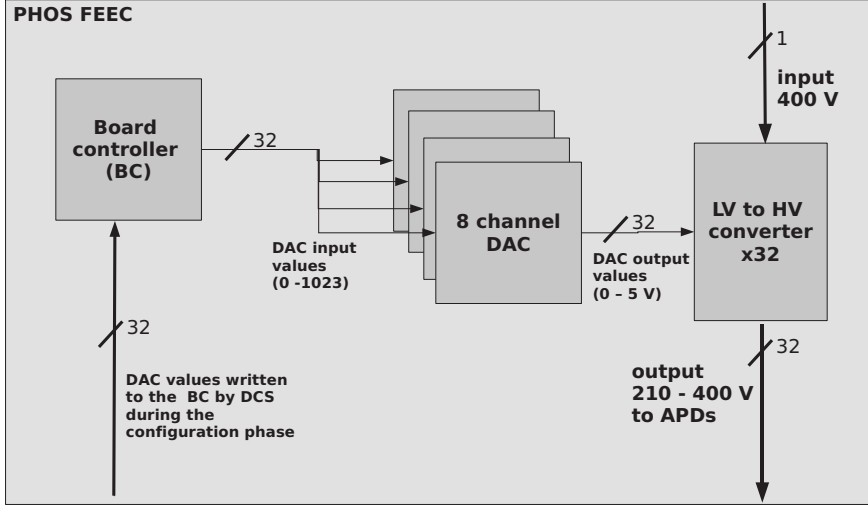 PHOS FEEC
1
input
400 V
Board
controller
(BC)
32
8 channel
DAC
32
LV to HV
converter
x32
DAC input
values
(0 -1023)
DAC output
values
(0 – 5 V)
32
DAC values written
to the  BC by DCS
during the
configuration phase
32
output
210 - 400 V
to APDs